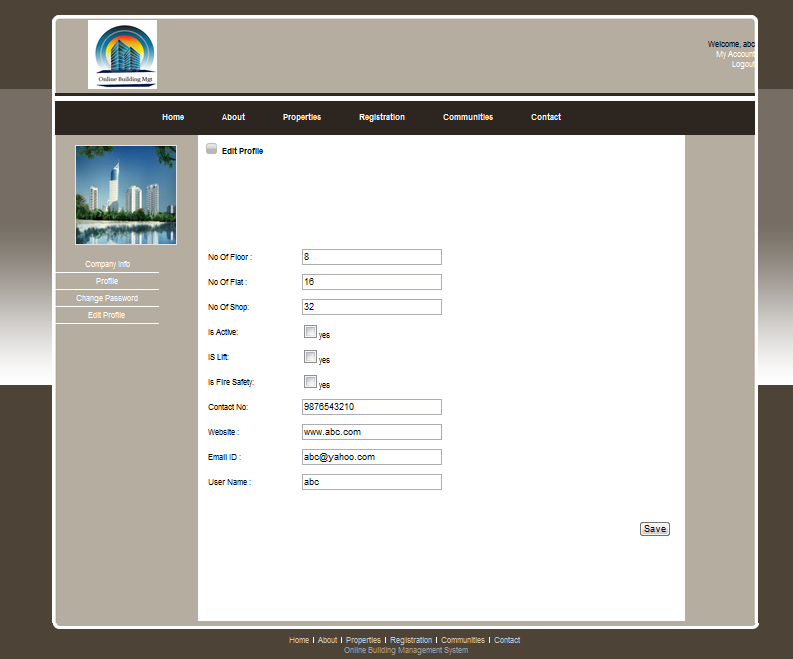 Online Building Mgt
Welcome, abc
My Account
Logout
Home About Properties Registration Communities Contact
Edit Profile
Company Info
Profile
Change Password
Edit Profile
No Of Floor : 8
No Of Flat : 16
No Of Shop: 32
Is Active: yes
IS Lift: yes
Is Fire Safety: yes
Contact No: 9876543210
Website : www.abc.com
Email ID : abc@yahoo.com
User Name : abc
Save
Home | About | Properties | Registration | Communities | Contact
Online Building Management System